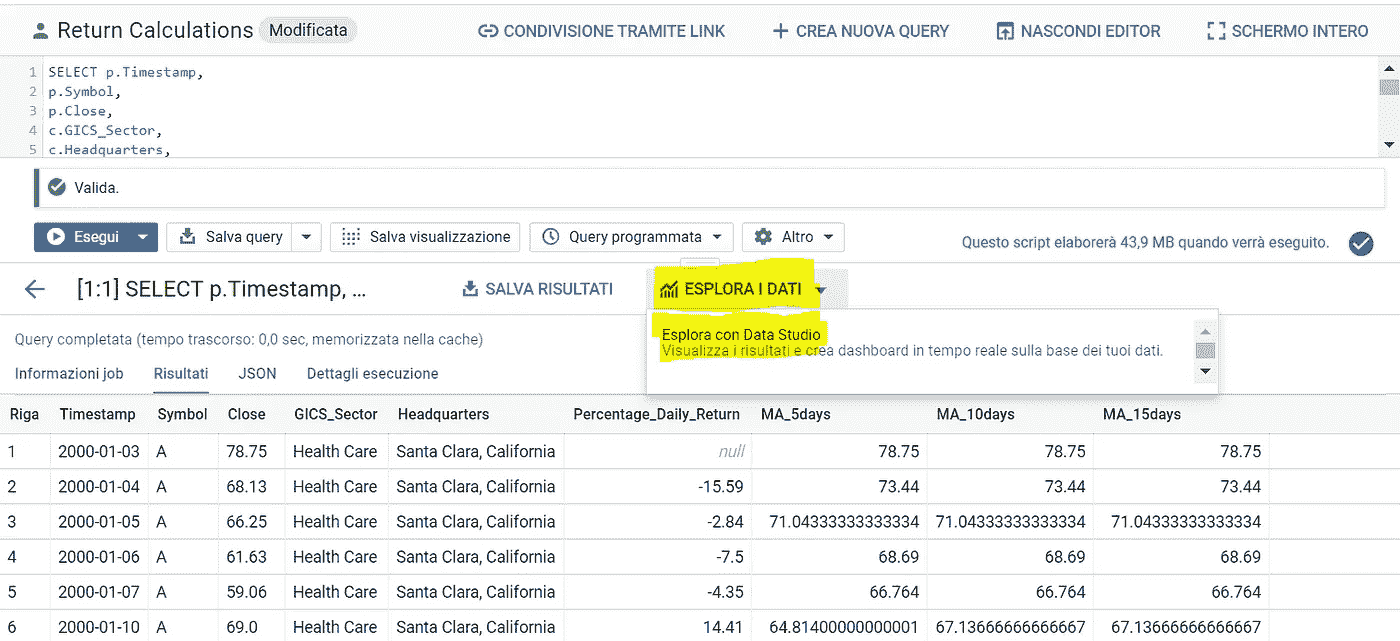 Return Calculations Modificata CONDIVISIONE TRAMITE LINK CREA NUOVA QUERY NASCONDI EDITOR SCHERMO INTERO
1 SELECT p.Timestamp,
2 p.Symbol,
3 p.Close,
4 c.GICS_Sector,
5 c.Headquarters,
Valida.
Esegui Salva query Salva visualizzazione Query programmata Altro Questo script elaborerà 43,9 MB quando verrà eseguito.
[1:1] SELECT p.Timestamp, ... SALVA RISULTATI ESPLORA I DATI
Esplora con Data Studio
Visualizza i risultati e crea dashboard in tempo reale sulla base dei tuoi dati.
Query completata (tempo trascorso: 0,0 sec, memorizzata nella cache)
Informazioni job Risultati JSON Dettagli esecuzione
Riga Timestamp Symbol Close GICS_Sector Headquarters Percentage_Daily_Return MA_5days MA_10days MA_15days
1 2000-01-03 A 78.75 Health Care Santa Clara, California null 78.75 78.75 78.75
2 2000-01-04 A 68.13 Health Care Santa Clara, California -15.59 73.44 73.44 73.44
3 2000-01-05 A 66.25 Health Care Santa Clara, California -2.84 71.04333333333334 71.04333333333334 71.04333333333334
4 2000-01-06 A 61.63 Health Care Santa Clara, California -7.5 68.69 68.69 68.69
5 2000-01-07 A 59.06 Health Care Santa Clara, California -4.35 66.764 66.764 66.764
6 2000-01-10 A 69.0 Health Care Santa Clara, California 14.41 64.81400000000001 67.13666666666667 67.13666666666667